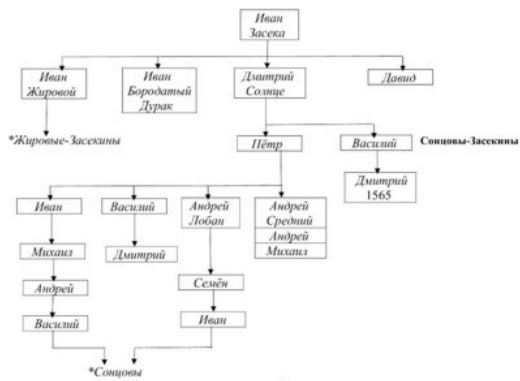 Иван
Засека
Иван
Жировой
Иван
Бородатый
Дурак
Дмитрий
Солнце
Давид
*Жировые-Засекины
Пётр
Василий
Сонцовы-Засекины
Дмитрий
1565
Иван
Василий
Андрей
Лобан
Андрей
Средний
Андрей
Михаил
Михаил
Дмитрий
Андрей
Семён
Василий
Иван
*Сонцовы